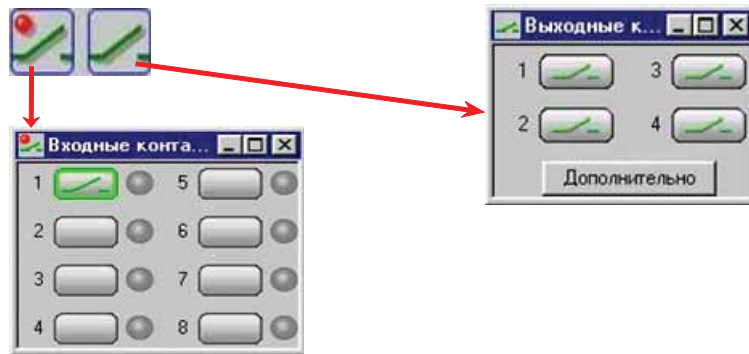 Выходные к...
1 3
2 4
Дополнительно
Входные конта...
1 5
2 6
3 7
4 8